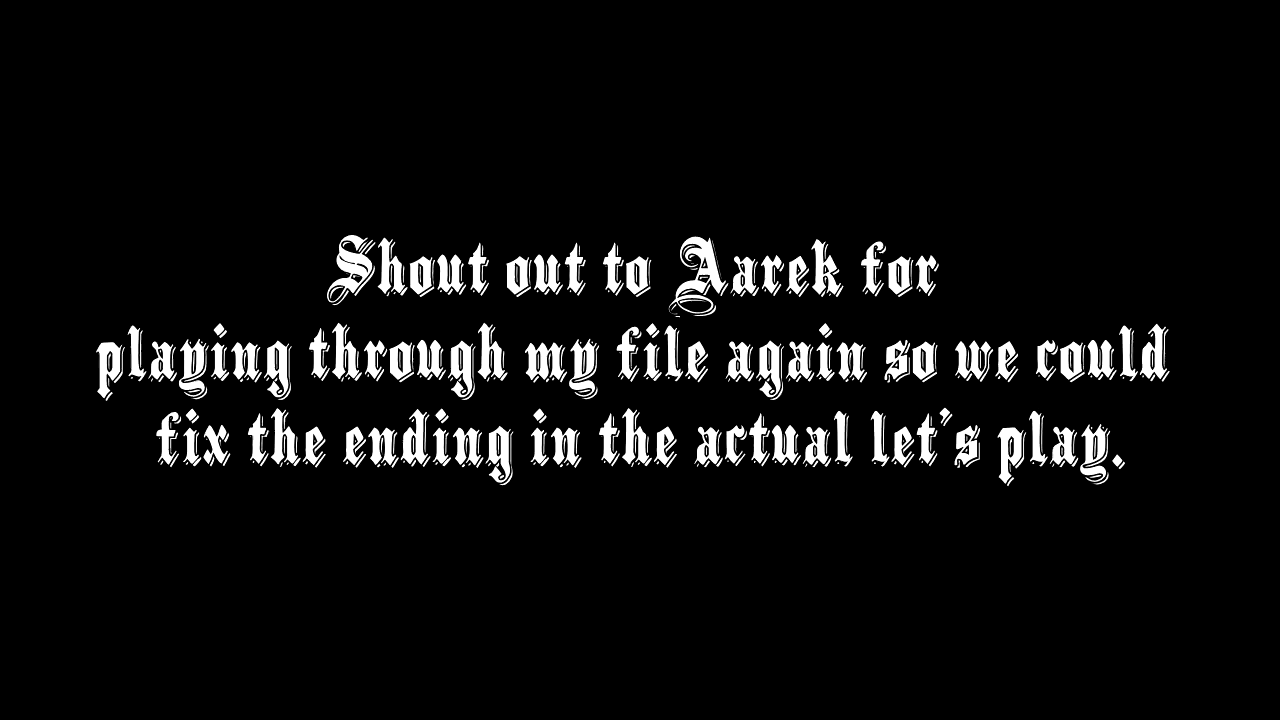 Shout out to Aarek for
playing through my file again so we could
fix the ending in the actual let's play.